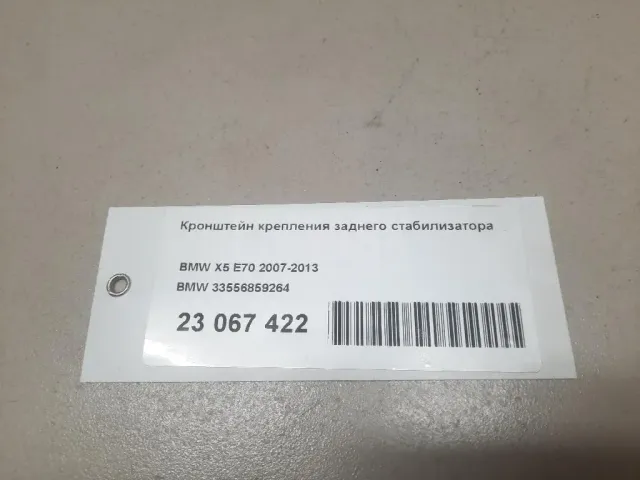 Кронштейн крепления заднего стабилизатора
BMW X5 E70 2007-2013
BMW 33556859264
23 067 422